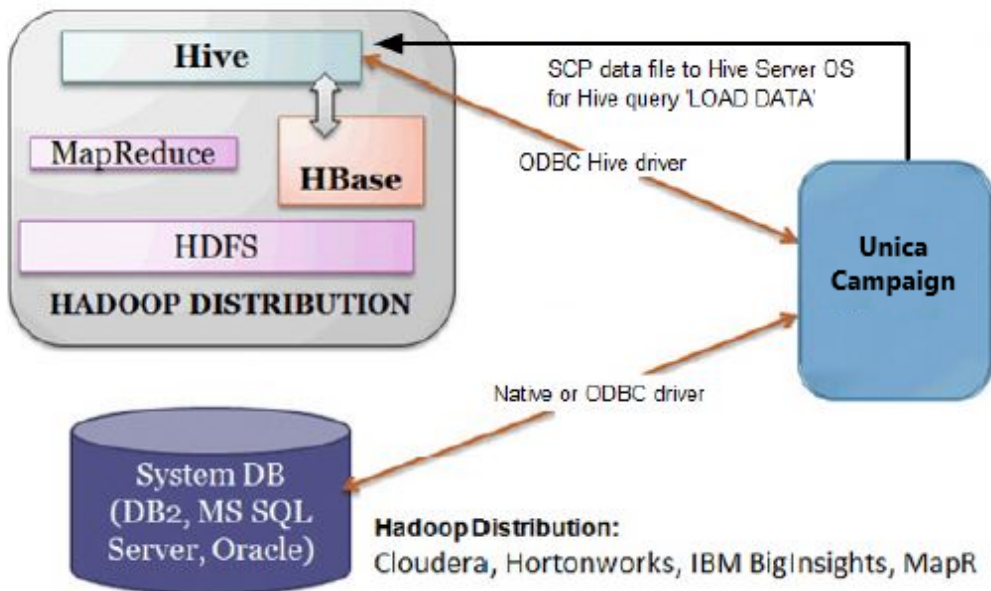 Hive
SCP data file to Hive Server OS
for Hive query 'LOAD DATA'
MapReduce
HBase
ODBC Hive driver
HDFS
HADOOP DISTRIBUTION
Unica
Campaign
Native or ODBC driver
System DB
(DB2, MS SQL
Server, Oracle)
Hadoop Distribution:
Cloudera, Hortonworks, IBM BigInsights, MapR